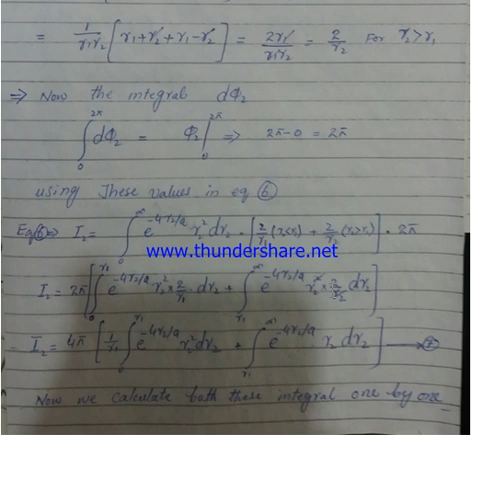 = 1/(r₁r₂) [r₁+r₂+r₁-r₂] = 2r₁/(r₁r₂) = 2/r₂ For r₂>r₁
⇒ Now the integral dΦ₂
∫₀^2π dΦ₂ = Φ₂|₀^2π ⇒ 2π-0 = 2π
using These values in eq ⑥
Eq⑥⇒ I₂ = ∫₀^∞ e^(-4r₂/a) r₂² dr₂ · [2/r₁ (r₂<r₁) + 2/r₂ (r₂>r₁)] · 2π
www.thundershare.net
I₂ = 2π[∫₀^r₁ e^(-4r₂/a) r₂² × 2/r₁ · dr₂ + ∫_r₁^∞ e^(-4r₂/a) r₂² × 2/r₂ dr₂]
I₂ = 4π [1/r₁ ∫₀^r₁ e^(-4r₂/a) r₂² dr₂ + ∫_r₁^∞ e^(-4r₂/a) · r₂ dr₂] → ⑦
Now we calculate both these integral one by one